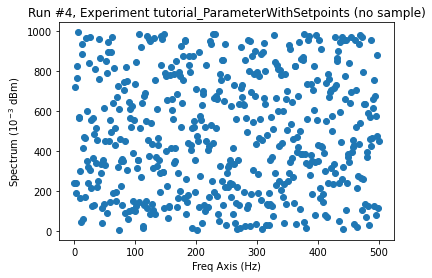 Run #4, Experiment tutorial_ParameterWithSetpoints (no sample)
1000
800
600
400
200
0
Spectrum (10⁻³ dBm)
0 100 200 300 400 500
Freq Axis (Hz)